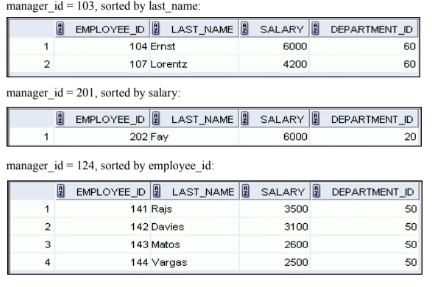 manager_id = 103, sorted by last_name:
EMPLOYEE_ID LAST_NAME SALARY DEPARTMENT_ID
1 104 Ernst 6000 60
2 107 Lorentz 4200 60
manager_id = 201, sorted by salary:
EMPLOYEE_ID LAST_NAME SALARY DEPARTMENT_ID
1 202 Fay 6000 20
manager_id = 124, sorted by employee_id:
EMPLOYEE_ID LAST_NAME SALARY DEPARTMENT_ID
1 141 Rajs 3500 50
2 142 Davies 3100 50
3 143 Matos 2600 50
4 144 Vargas 2500 50